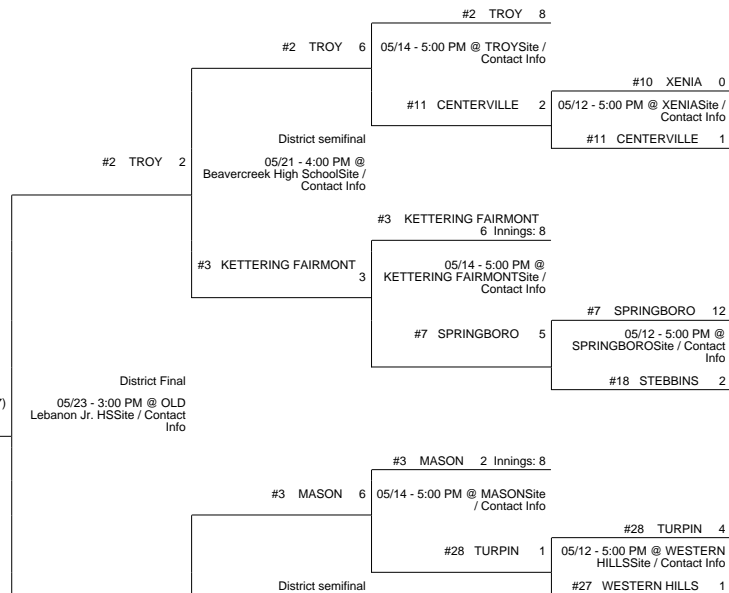 #2 TROY 8
#2 TROY 6
05/14 - 5:00 PM @ TROYSite /
Contact Info
#10 XENIA 0
#11 CENTERVILLE 2
05/12 - 5:00 PM @ XENIASite /
Contact Info
District semifinal
#11 CENTERVILLE 1
#2 TROY 2
05/21 - 4:00 PM @
Beavercreek High SchoolSite /
Contact Info
#3 KETTERING FAIRMONT
6 Innings: 8
#3 KETTERING FAIRMONT
3
05/14 - 5:00 PM @
KETTERING FAIRMONTSite /
Contact Info
#7 SPRINGBORO 12
#7 SPRINGBORO 5
05/12 - 5:00 PM @
SPRINGBOROSite / Contact
Info
District Final
#18 STEBBINS 2
)
05/23 - 3:00 PM @ OLD
Lebanon Jr. HSSite / Contact
Info
#3 MASON 2 Innings: 8
#3 MASON 6
05/14 - 5:00 PM @ MASONSite
/ Contact Info
#28 TURPIN 4
#28 TURPIN 1
05/12 - 5:00 PM @ WESTERN
HILLSSite / Contact Info
District semifinal
#27 WESTERN HILLS 1